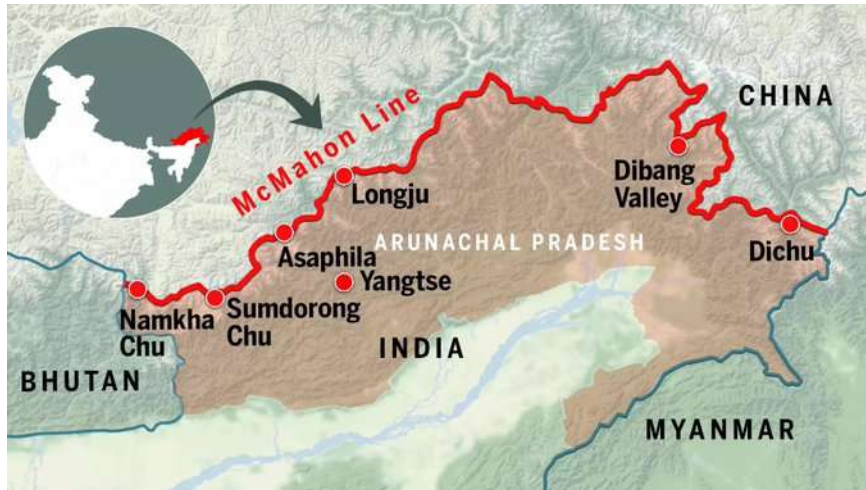 CHINA
McMahon Line
Dibang
Valley
Longju
ARUNACHAL PRADESH
Dichu
Asaphila
Yangtse
Namkha
Chu
Sumdorong
Chu
INDIA
BHUTAN
MYANMAR